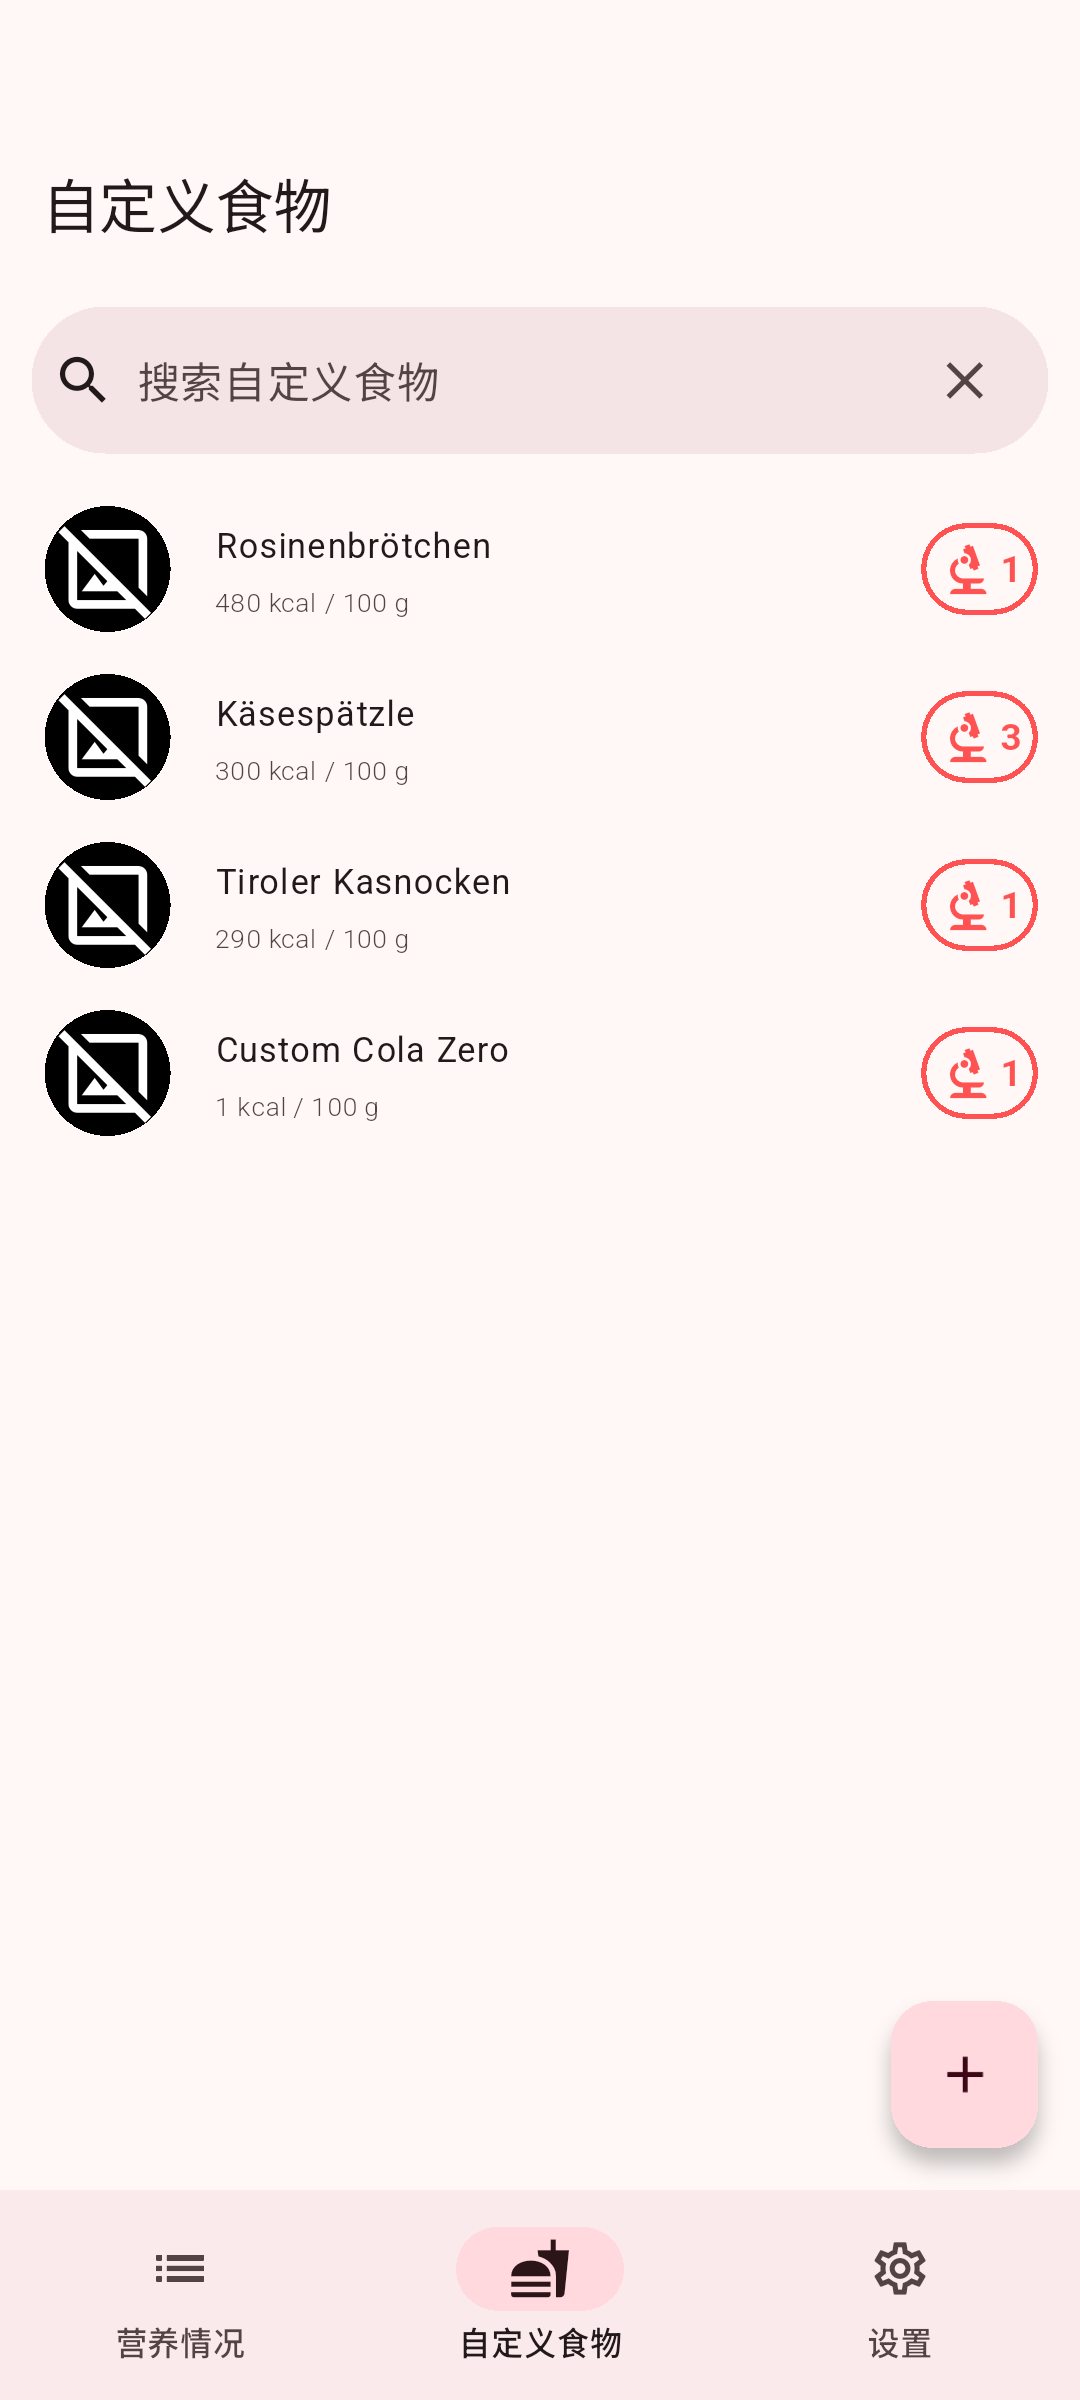 自定义食物
搜索自定义食物
Rosinenbrötchen
480 kcal / 100 g
1
Käsespätzle
300 kcal / 100 g
3
Tiroler Kasnocken
290 kcal / 100 g
1
Custom Cola Zero
1 kcal / 100 g
1
营养情况
自定义食物
设置